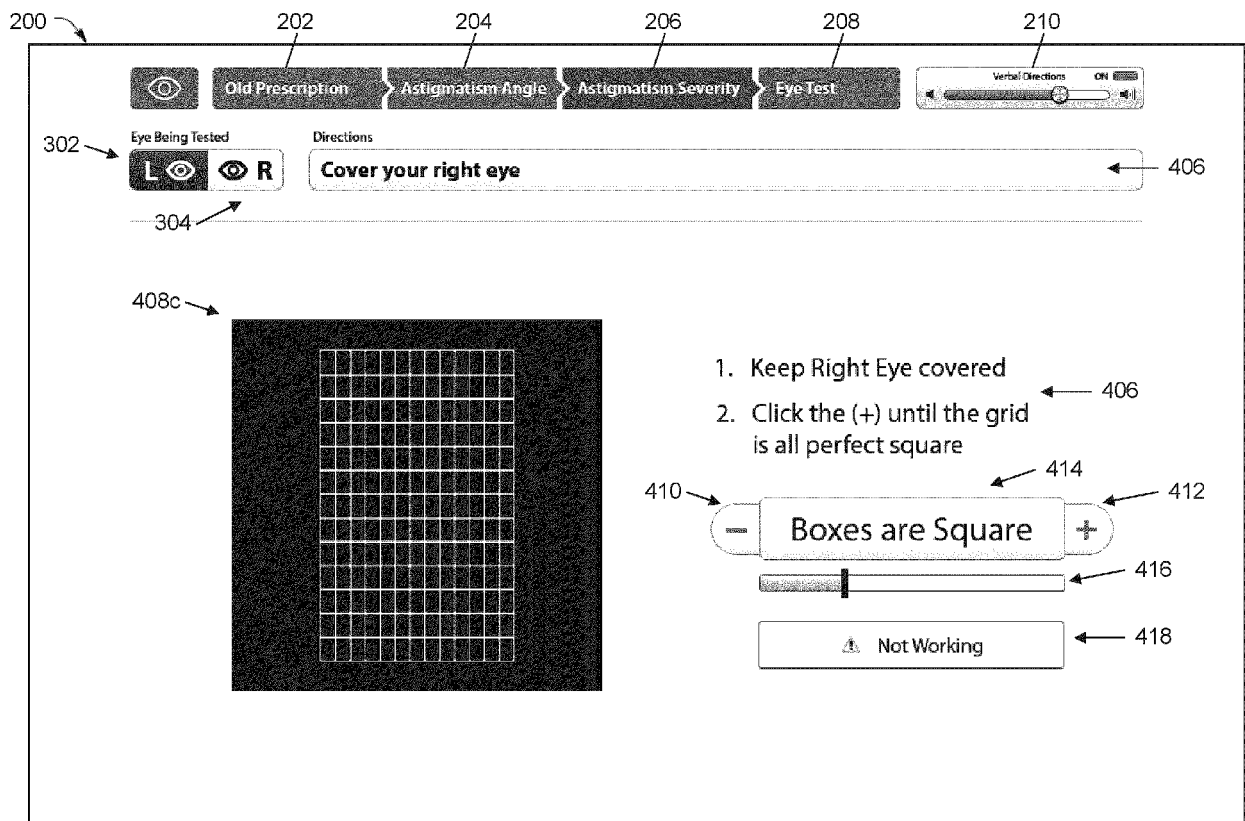 200 202 204 206 208 210
Old Prescription Astigmatism Angle Astigmatism Severity Eye Test
Verbal Directions ON
Eye Being Tested Directions
302 L R Cover your right eye 406
304
408c
1. Keep Right Eye covered
406
2. Click the (+) until the grid
is all perfect square
414
410 412
− Boxes are Square +
416
Not Working 418